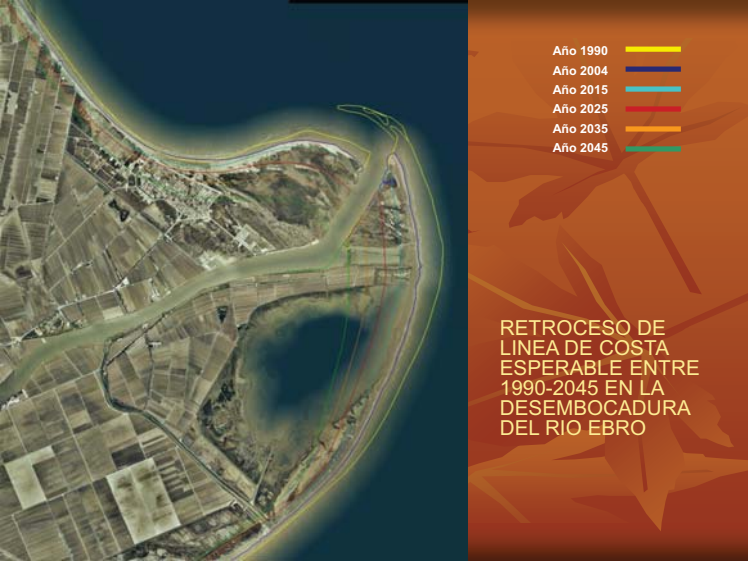 Año 1990
Año 2004
Año 2015
Año 2025
Año 2035
Año 2045
RETROCESO DE
LINEA DE COSTA
ESPERABLE ENTRE
1990-2045 EN LA
DESEMBOCADURA
DEL RIO EBRO